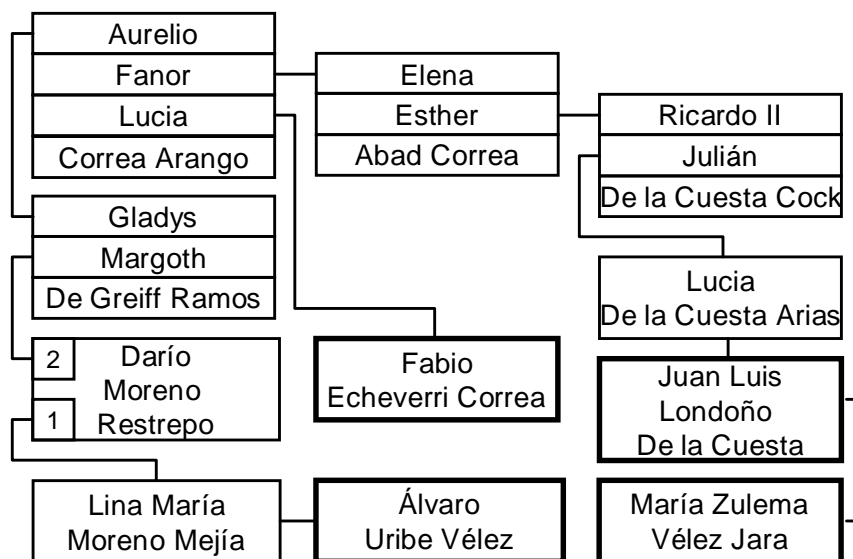 Aurelio
Fanor
Lucia
Correa Arango
Elena
Esther
Abad Correa
Ricardo II
Julián
De la Cuesta Cock
Gladys
Margoth
De Greiff Ramos
Lucia
De la Cuesta Arias
2
1
Darío
Moreno
Restrepo
Fabio
Echeverri Correa
Juan Luis
Londoño
De la Cuesta
Lina María
Moreno Mejía
Álvaro
Uribe Vélez
María Zulema
Vélez Jara